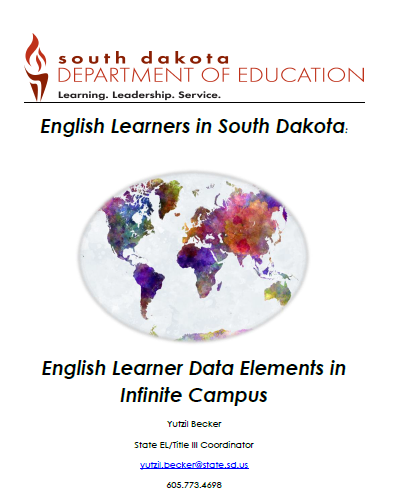 south dakota
DEPARTMENT OF EDUCATION
Learning. Leadership. Service.
English Learners in South Dakota:
English Learner Data Elements in
Infinite Campus
Yutzil Becker
State EL/Title III Coordinator
yutzil.becker@state.sd.us
605.773.4698